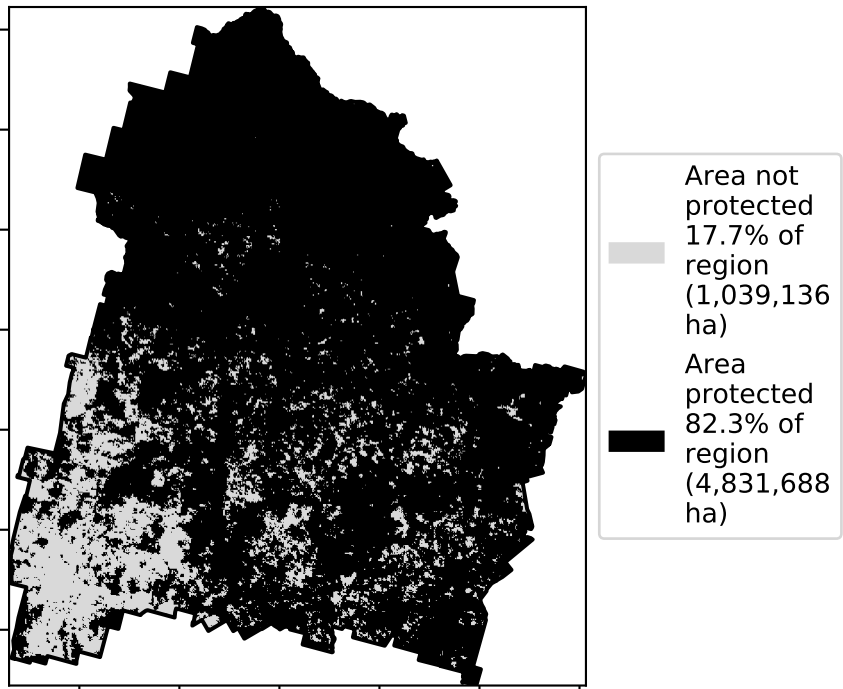 Area not
protected
17.7% of
region
(1,039,136
ha)
Area
protected
82.3% of
region
(4,831,688
ha)